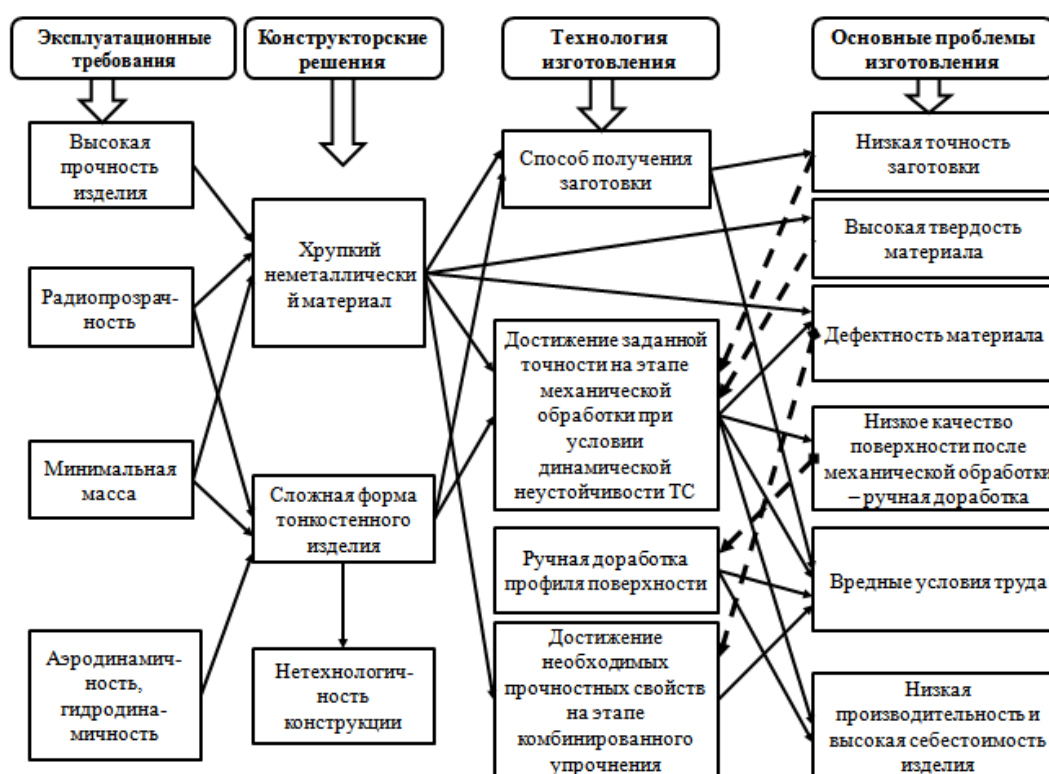 Эксплуатационные
требования
Конструкторские
решения
Технология
изготовления
Основные проблемы
изготовления
Высокая
прочность
изделия
Радиопрозрач-
ность
Минимальная
масса
Аэродинамич-
ность,
гидродина-
мичность
Хрупкий
неметаллически
й материал
Сложная форма
тонкостенного
изделия
Нетехнологич-
ность
конструкции
Способ получения
заготовки
Достижение заданной
точности на этапе
механической
обработки при
условии
динамической
неустойчивости ТС
Ручная доработка
профиля поверхности
Достижение
необходимых
прочностных свойств
на этапе
комбинированного
упрочнения
Низкая точность
заготовки
Высокая твердость
материала
Дефектность материала
Низкое качество
поверхности после
механической обработки
– ручная доработка
Вредные условия труда
Низкая
производительность и
высокая себестоимость
изделия